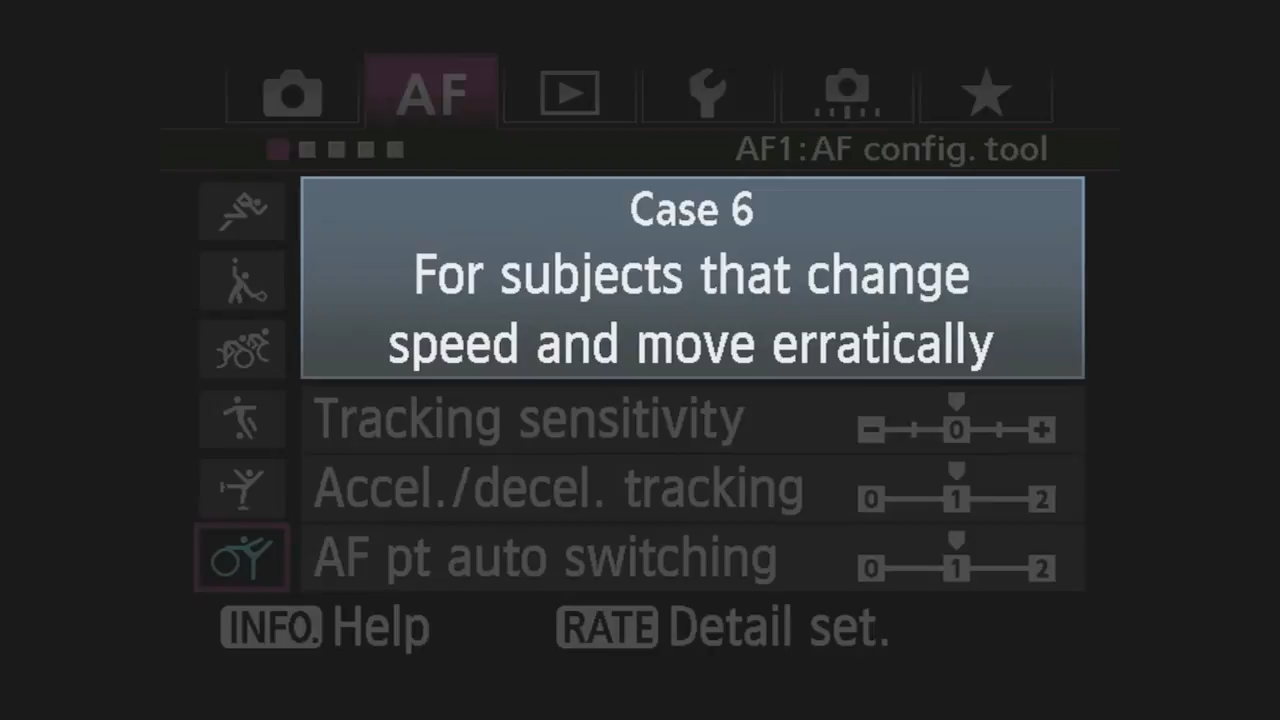 AF
AF1:AF config. tool
Case 6
For subjects that change
speed and move erratically
Tracking sensitivity - 0 +
Accel./decel. tracking 0 1 2
AF pt auto switching 0 1 2
INFO. Help RATE Detail set.